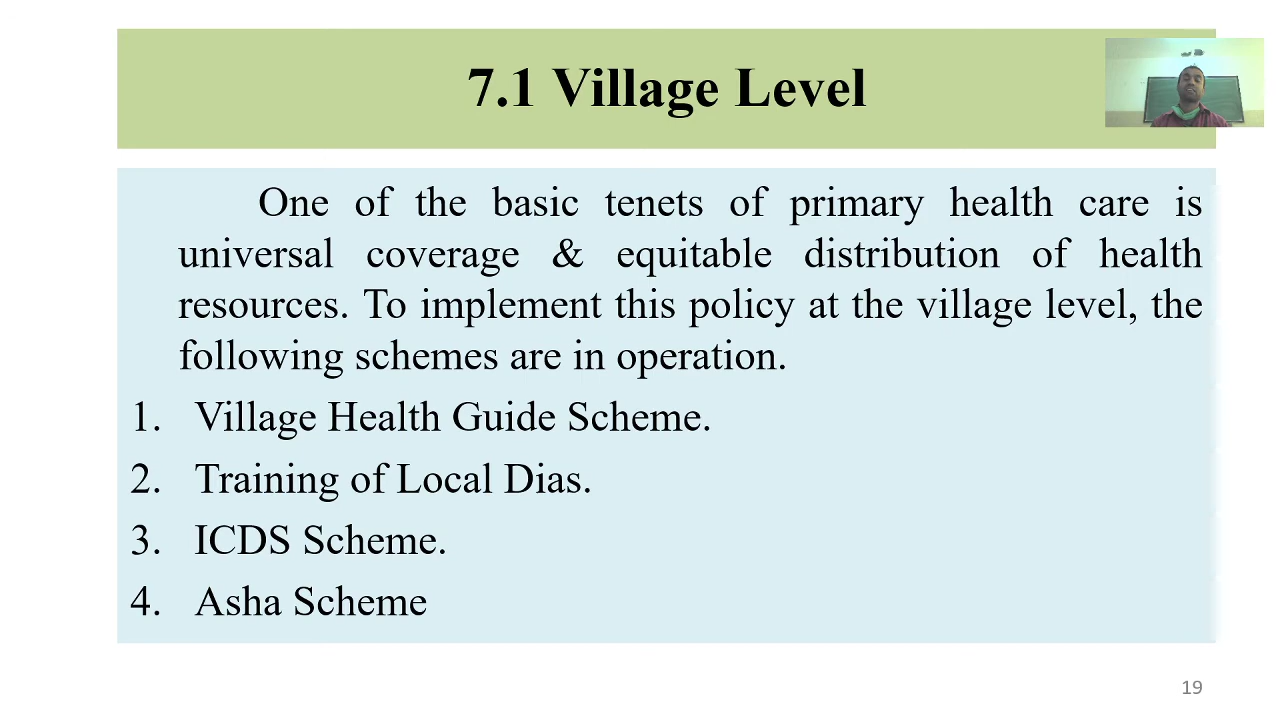 7.1 Village Level
One of the basic tenets of primary health care is
universal coverage & equitable distribution of health
resources. To implement this policy at the village level, the
following schemes are in operation.
1. Village Health Guide Scheme.
2. Training of Local Dias.
3. ICDS Scheme.
4. Asha Scheme
19